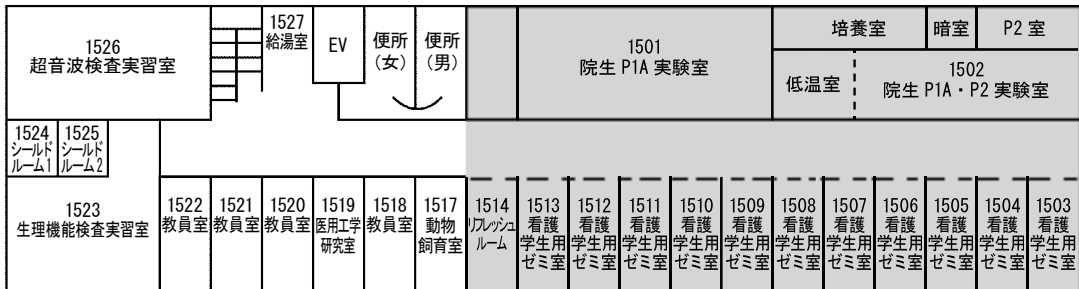 1526
超音波検査実習室
1527
給湯室
EV
便所
(女)
便所
(男)
1501
院生 P1A 実験室
培養室
暗室
P2 室
低温室
1502
院生 P1A・P2 実験室
1524
シールド
ルーム1
1525
シールド
ルーム2
1523
生理機能検査実習室
1522
教員室
1521
教員室
1520
教員室
1519
医用工学
研究室
1518
教員室
1517
動物
飼育室
1514
リフレッシュ
ルーム
1513
看護
学生用
ゼミ室
1512
看護
学生用
ゼミ室
1511
看護
学生用
ゼミ室
1510
看護
学生用
ゼミ室
1509
看護
学生用
ゼミ室
1508
看護
学生用
ゼミ室
1507
看護
学生用
ゼミ室
1506
看護
学生用
ゼミ室
1505
看護
学生用
ゼミ室
1504
看護
学生用
ゼミ室
1503
看護
学生用
ゼミ室